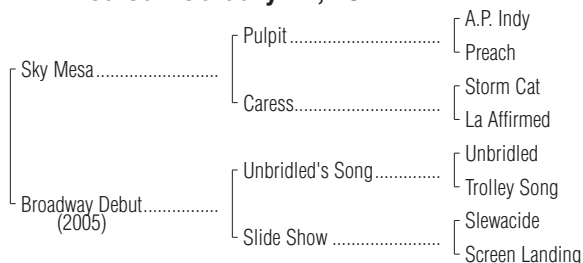 Sky Mesa
Broadway Debut
(2005)
Pulpit
Caress
Unbridled's Song
Slide Show
A.P. Indy
Preach
Storm Cat
La Affirmed
Unbridled
Trolley Song
Slewacide
Screen Landing